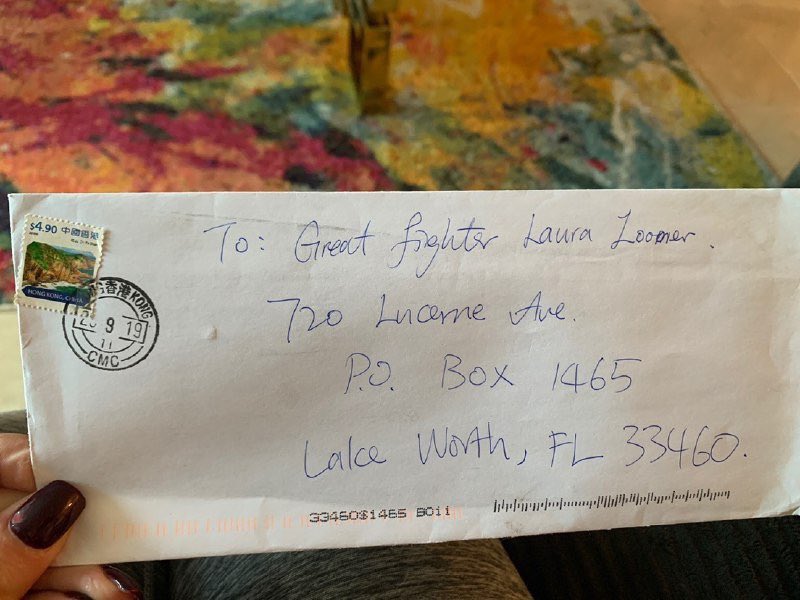 $4.90 中國香港
HONG KONG, CHINA
香港 HONG KONG
9 19
11
CMC
To: Great fighter Laura Loomer.
720 Lucerne Ave.
P.O. Box 1465
Lake Worth, FL 33460.
33460$1465 B011